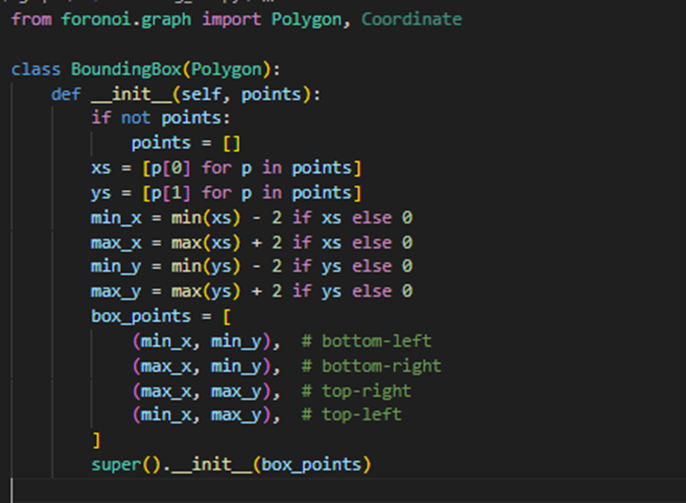 from foronoi.graph import Polygon, Coordinate

class BoundingBox(Polygon):
    def __init__(self, points):
        if not points:
            points = []
        xs = [p[0] for p in points]
        ys = [p[1] for p in points]
        min_x = min(xs) - 2 if xs else 0
        max_x = max(xs) + 2 if xs else 0
        min_y = min(ys) - 2 if ys else 0
        max_y = max(ys) + 2 if ys else 0
        box_points = [
            (min_x, min_y),  # bottom-left
            (max_x, min_y),  # bottom-right
            (max_x, max_y),  # top-right
            (min_x, max_y),  # top-left
        ]
        super().__init__(box_points)